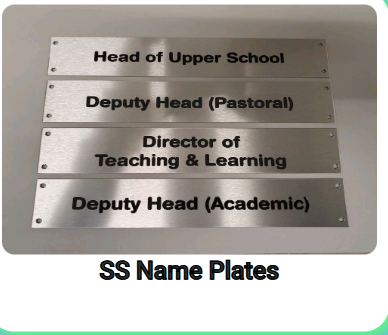 Head of Upper School
Deputy Head (Pastoral)
Director of
Teaching & Learning
Deputy Head (Academic)
SS Name Plates